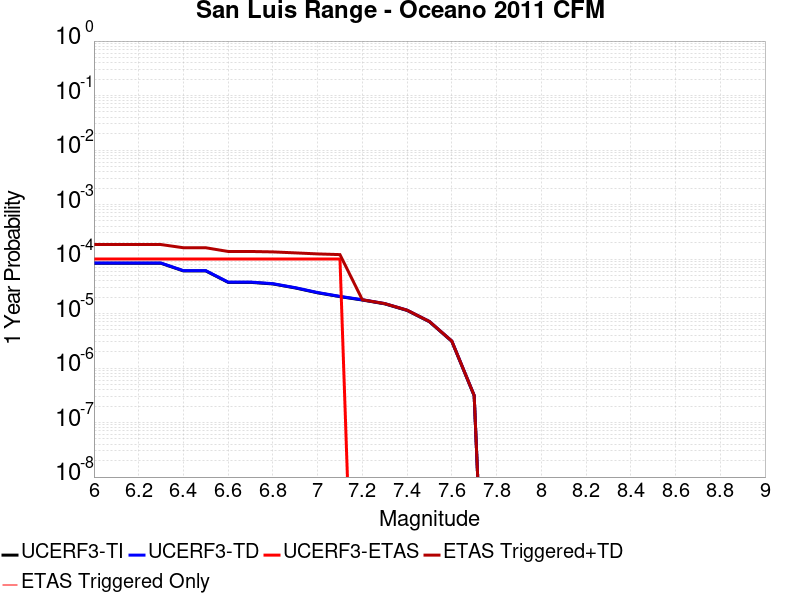 San Luis Range - Oceano 2011 CFM
10 0
10 -1
10 -2
10 -3
10 -4
10 -5
10 -6
10 -7
10 -8
1 Year Probability
6 6.2 6.4 6.6 6.8 7 7.2 7.4 7.6 7.8 8 8.2 8.4 8.6 8.8 9
Magnitude
UCERF3-TI UCERF3-TD UCERF3-ETAS ETAS Triggered+TD
ETAS Triggered Only